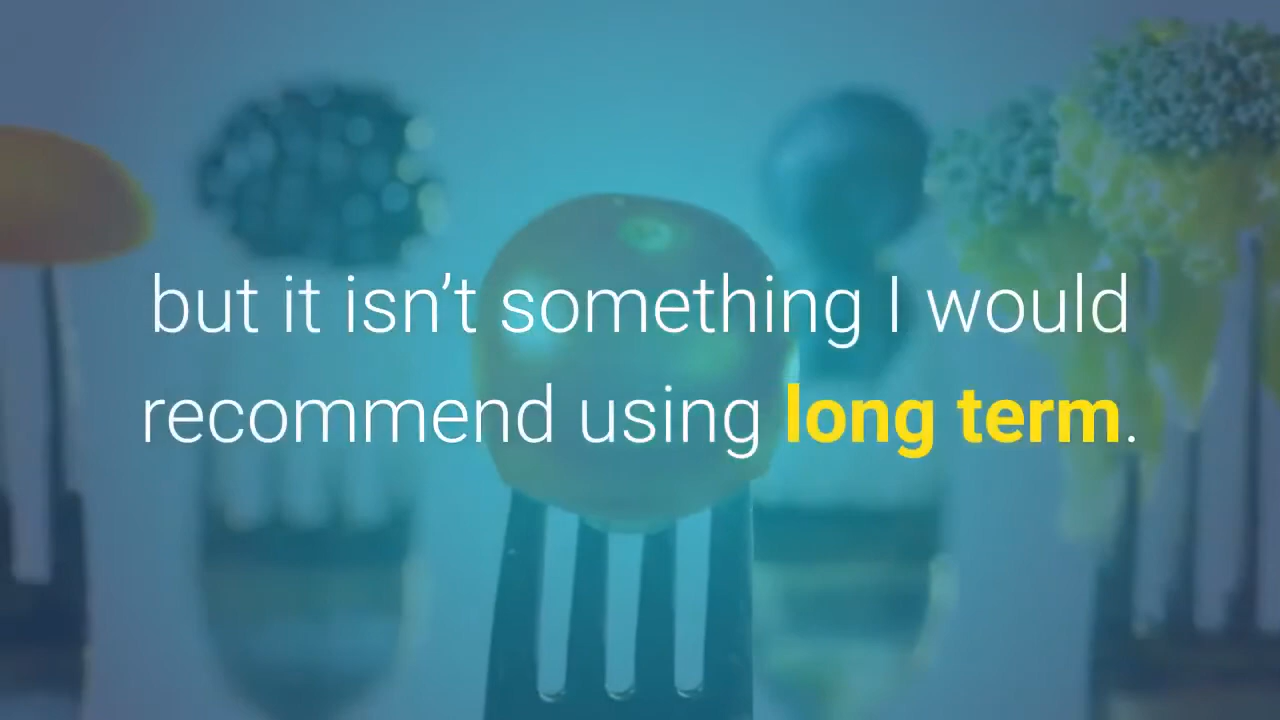 but it isn’t something I would
recommend using long term.